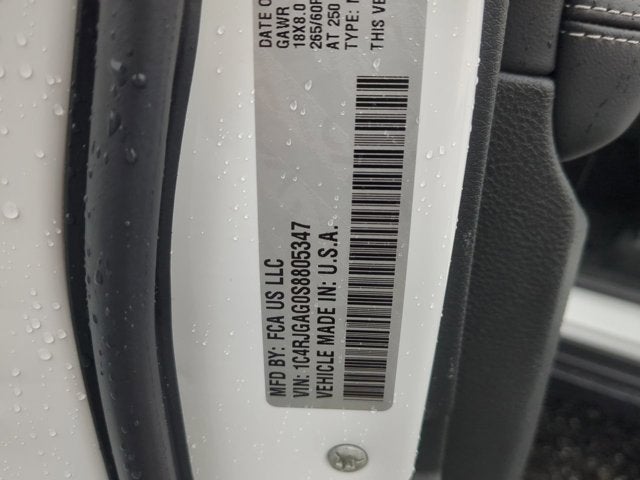 DATE O
GAWR
18X8.0
265/60R
AT 250
TYPE:
THIS VE
MFD BY: FCA US LLC
VIN: 1C4RJGAG0S8805347
VEHICLE MADE IN: U.S.A.